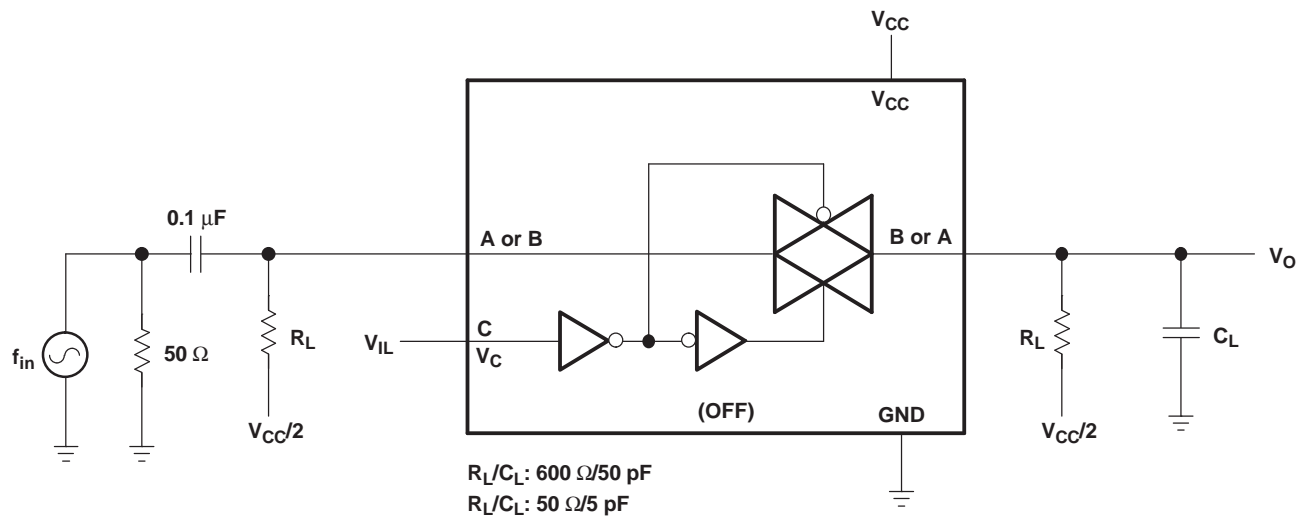 VCC
VCC
0.1 μF
A or B
B or A
VO
fin
50 Ω
RL
VIL
C
VC
RL
CL
(OFF)
GND
VCC/2
VCC/2
RL/CL: 600 Ω/50 pF
RL/CL: 50 Ω/5 pF